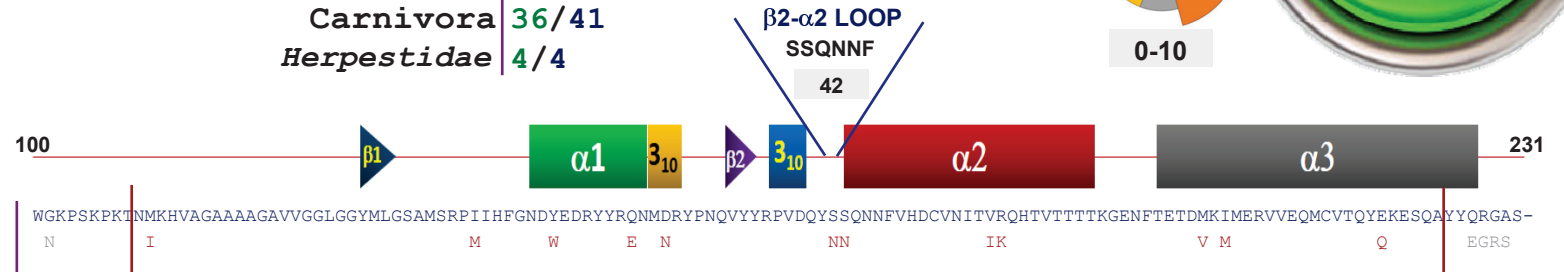 Carnivora 36/41
Herpestidae 4/4
β2-α2 LOOP
SSQNNF
42
0-10
100 β1 α1 3₁₀ β2 3₁₀ α2 α3 231
WGKPSKPKTNMKHVAGAAAAGAVVGGLGGYMLGSAMSRPIIHFGNDYEDRYYRQNMDRYPNQVYYRPVDQYSSQNNFVHDCVNITVRQHTVTTTTKGENFTETDMKIMERVVEQMCVTQYEKESQAYYQRGAS-
N I M W E N NN IK V M Q EGRS